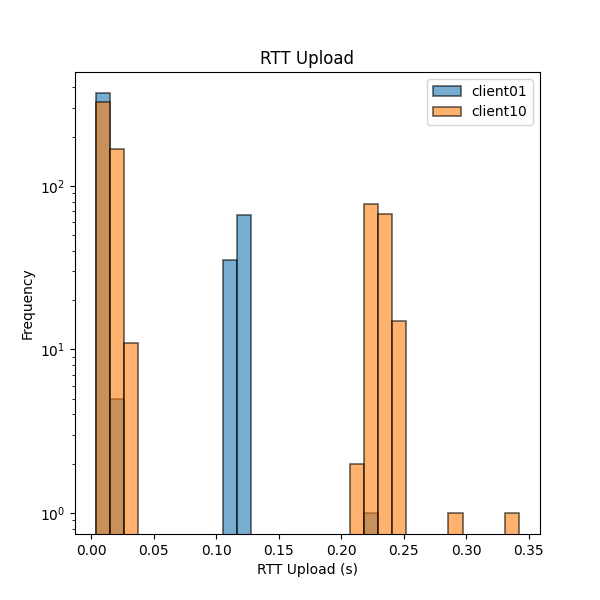 RTT Upload
client01
client10
10²
10¹
10⁰
Frequency
0.00 0.05 0.10 0.15 0.20 0.25 0.30 0.35
RTT Upload (s)